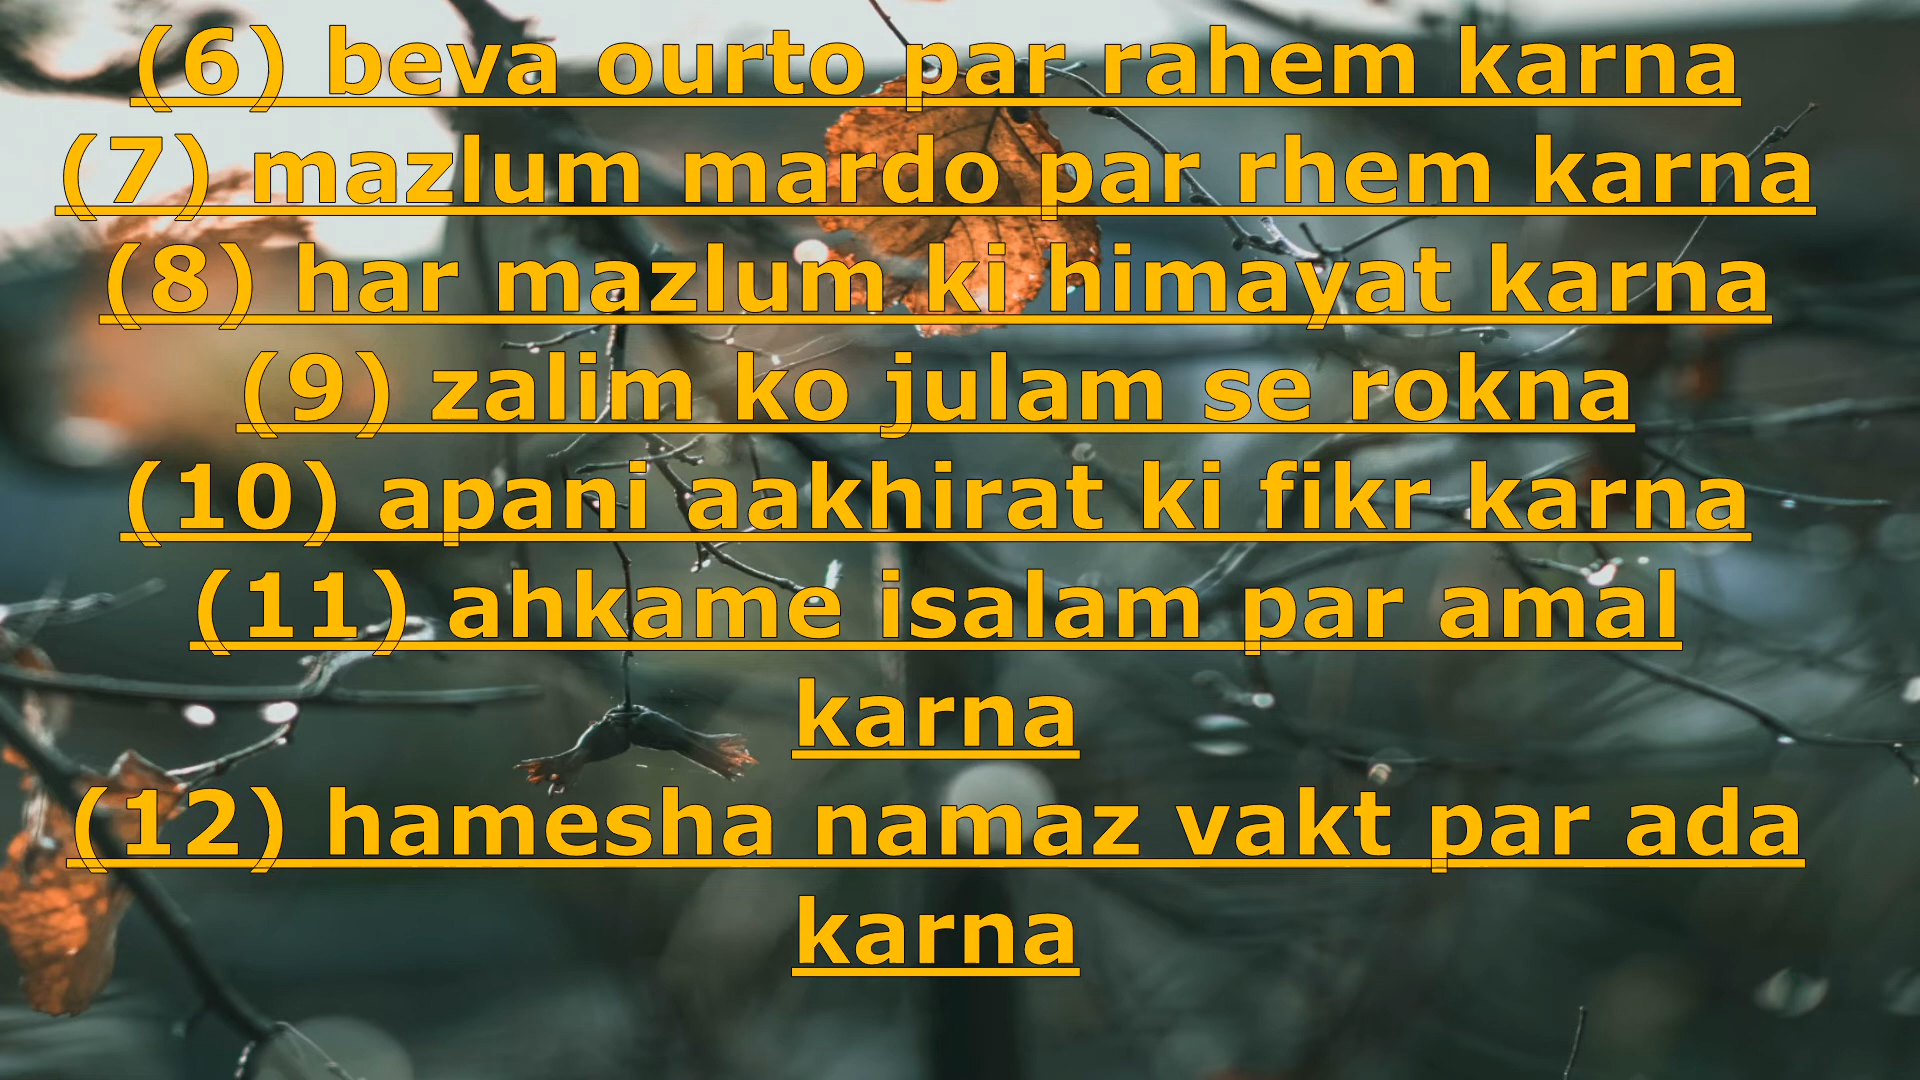 (6) beva ourto par rahem karna
(7) mazlum mardo par rhem karna
(8) har mazlum ki himayat karna
(9) zalim ko julam se rokna
(10) apani aakhirat ki fikr karna
(11) ahkame isalam par amal
karna
(12) hamesha namaz vakt par ada
karna